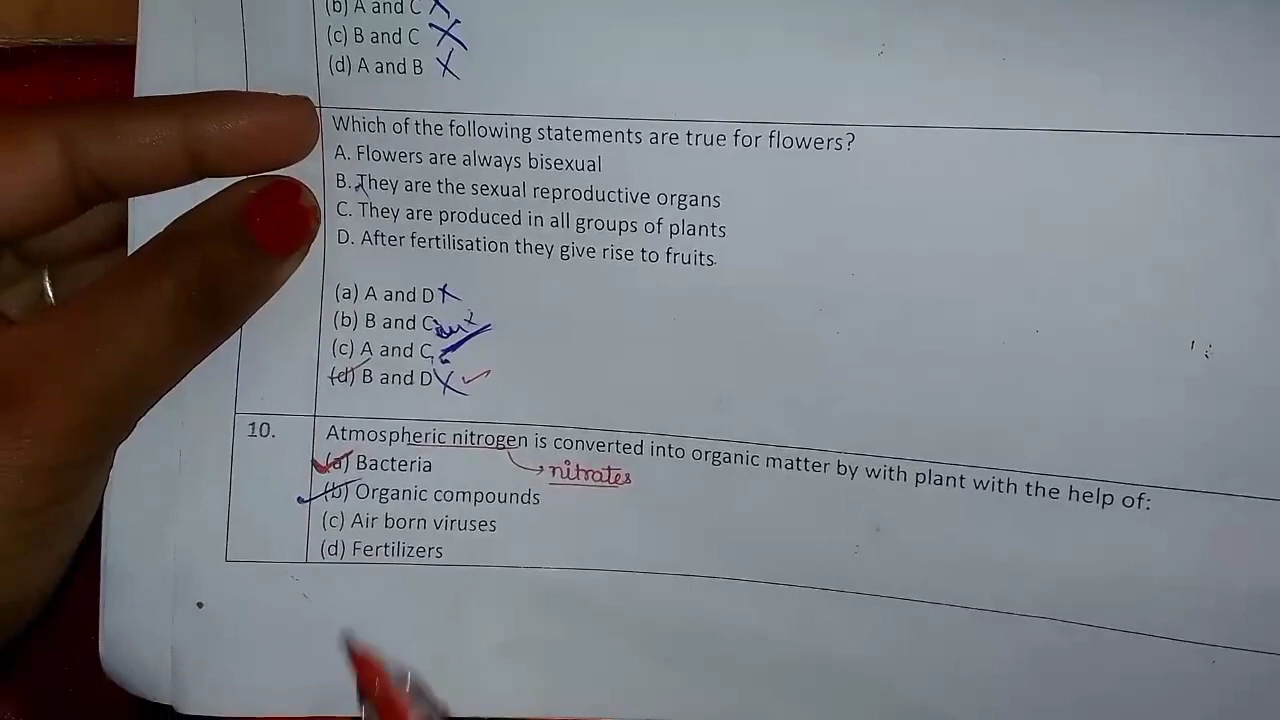 (b) A and C
(c) B and C
(d) A and B
Which of the following statements are true for flowers?
A. Flowers are always bisexual
B. They are the sexual reproductive organs
C. They are produced in all groups of plants
D. After fertilisation they give rise to fruits
(a) A and D
(b) B and C
(c) A and C
(d) B and D
10. Atmospheric nitrogen is converted into organic matter by with plant with the help of:
(a) Bacteria
nitrates
(b) Organic compounds
(c) Air born viruses
(d) Fertilizers